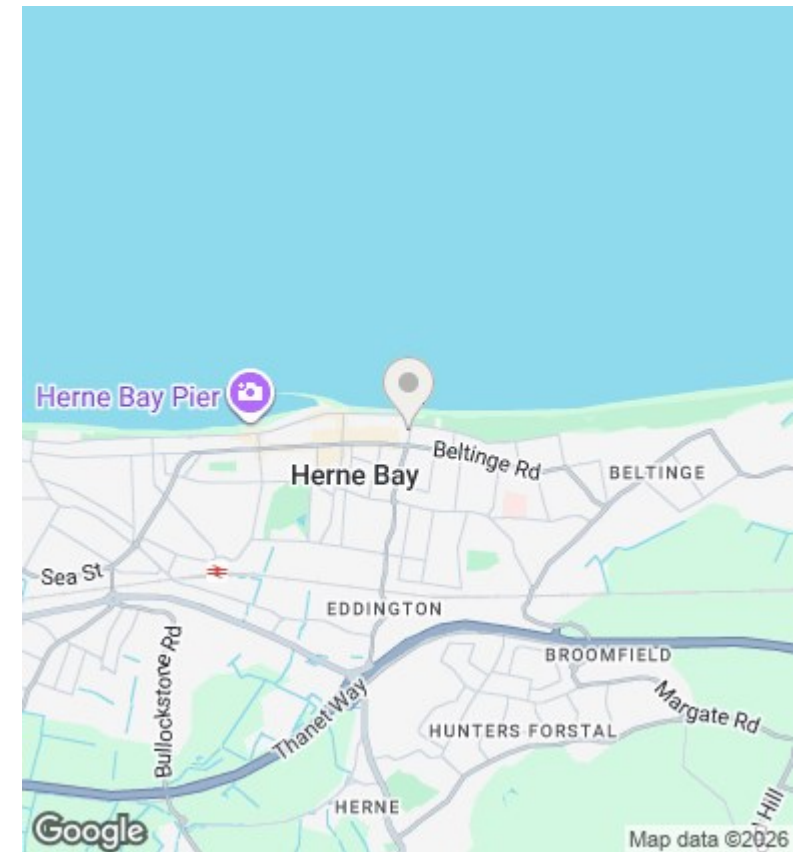 Herne Bay Pier
Beltinge Rd
BELTINGE
Herne Bay
Sea St
EDDINGTON
Bullockstone Rd
BROOMFIELD
Thanet Way
Margate Rd
HUNTERS FORSTAL
HERNE
Hill
Google
Map data ©2026